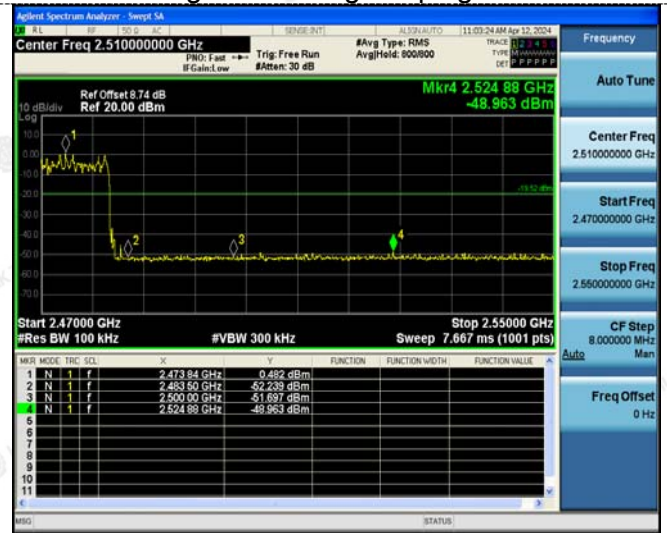 Agilent Spectrum Analyzer - Swept SA
RL RF 50 Ω AC SENSE:INT ALIGNAUTO 11:03:24 AM Apr 12, 2024
Center Freq 2.510000000 GHz
PNO: Fast
IFGain:Low
Trig: Free Run
#Atten: 30 dB
#Avg Type: RMS
Avg|Hold: 800/800
TRACE 1 2 3 4 5 6
TYPE
DET P P P P P P
Ref Offset 8.74 dB
10 dB/div Ref 20.00 dBm
Log
Mkr4 2.524 88 GHz
-48.963 dBm
10.0
0.00
-10.0
-20.0
-30.0
-40.0
-50.0
-60.0
-70.0
1
2
3
4
-19.52 dBm
Start 2.47000 GHz Stop 2.55000 GHz
#Res BW 100 kHz #VBW 300 kHz Sweep 7.667 ms (1001 pts)
MKR MODE TRC SCL X Y FUNCTION FUNCTION WIDTH FUNCTION VALUE
1 N 1 f 2.473 84 GHz 0.482 dBm
2 N 1 f 2.483 50 GHz -52.239 dBm
3 N 1 f 2.500 00 GHz -51.697 dBm
4 N 1 f 2.524 88 GHz -48.963 dBm
5
6
7
8
9
10
11
MSG STATUS
Frequency
Auto Tune
Center Freq
2.510000000 GHz
Start Freq
2.470000000 GHz
Stop Freq
2.550000000 GHz
CF Step
8.000000 MHz
Auto Man
Freq Offset
0 Hz